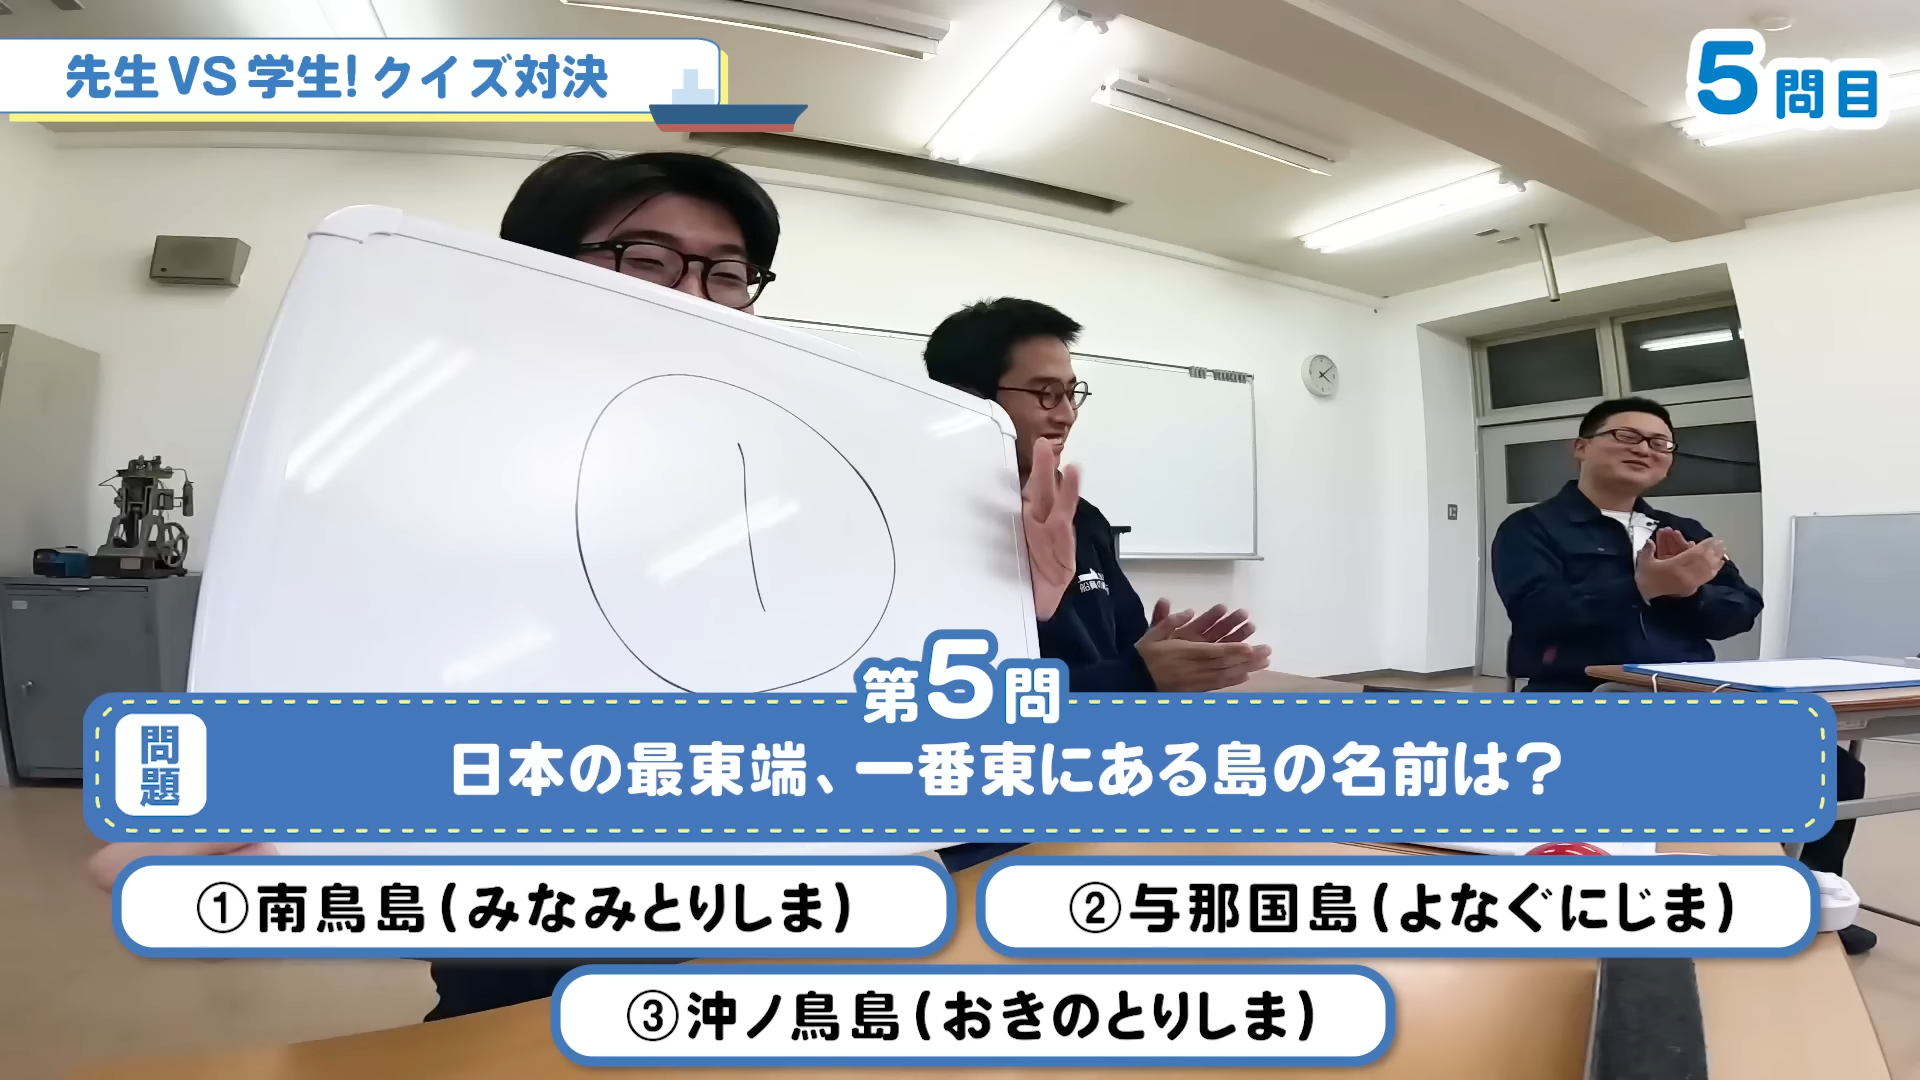 先生VS学生!クイズ対決
5問目
①
第5問
問題
日本の最東端、一番東にある島の名前は?
①南鳥島(みなみとりしま)
②与那国島(よなぐにじま)
③沖ノ鳥島(おきのとりしま)